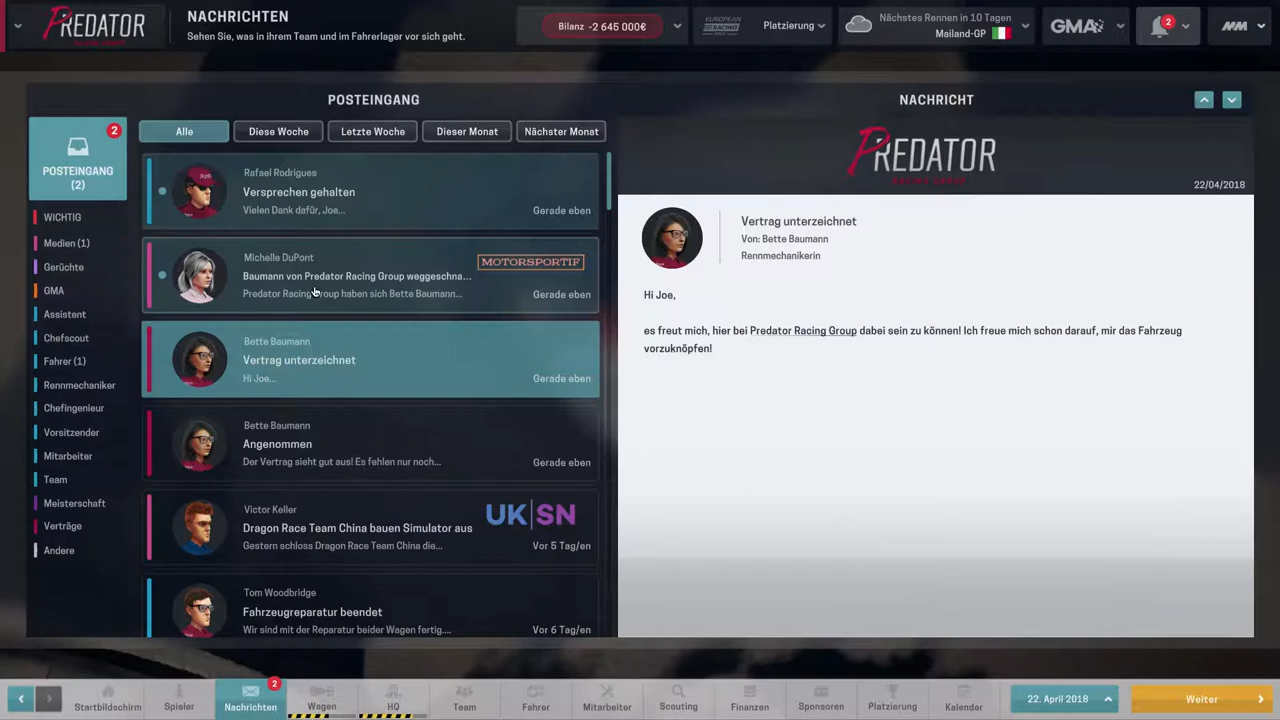 PREDATOR
NACHRICHTEN
Sehen Sie, was in ihrem Team und im Fahrerlager vor sich geht.
Bilanz -2 645 000€
EUROPEAN
RACING
Platzierung
Nächstes Rennen in 10 Tagen
Mailand-GP
GMA
2
POSTEINGANG
2
POSTEINGANG
(2)
WICHTIG
Medien (1)
Gerüchte
GMA
Assistent
Chefscout
Fahrer (1)
Rennmechaniker
Chefingenieur
Vorsitzender
Mitarbeiter
Team
Meisterschaft
Verträge
Andere
Alle
Diese Woche
Letzte Woche
Dieser Monat
Nächster Monat
Rafael Rodrigues
Versprechen gehalten
Vielen Dank dafür, Joe...
Gerade eben
Michelle DuPont
MOTORSPORTIF
Baumann von Predator Racing Group weggeschna...
Predator Racing Group haben sich Bette Baumann...
Gerade eben
Bette Baumann
Vertrag unterzeichnet
Hi Joe...
Gerade eben
Bette Baumann
Angenommen
Der Vertrag sieht gut aus! Es fehlen nur noch...
Gerade eben
Victor Keller
UK|SN
Dragon Race Team China bauen Simulator aus
Gestern schloss Dragon Race Team China die...
Vor 5 Tag/en
Tom Woodbridge
Fahrzeugreparatur beendet
Wir sind mit der Reparatur beider Wagen fertig....
Vor 6 Tag/en
NACHRICHT
PREDATOR
RACING GROUP
22/04/2018
Vertrag unterzeichnet
Von: Bette Baumann
Rennmechanikerin
Hi Joe,
es freut mich, hier bei Predator Racing Group dabei sein zu können! Ich freue mich schon darauf, mir das Fahrzeug
vorzuknöpfen!
Startbildschirm
Spieler
2
Nachrichten
Wagen
HQ
Team
Fahrer
Mitarbeiter
Scouting
Finanzen
Sponsoren
Platzierung
Kalender
22. April 2018
Weiter